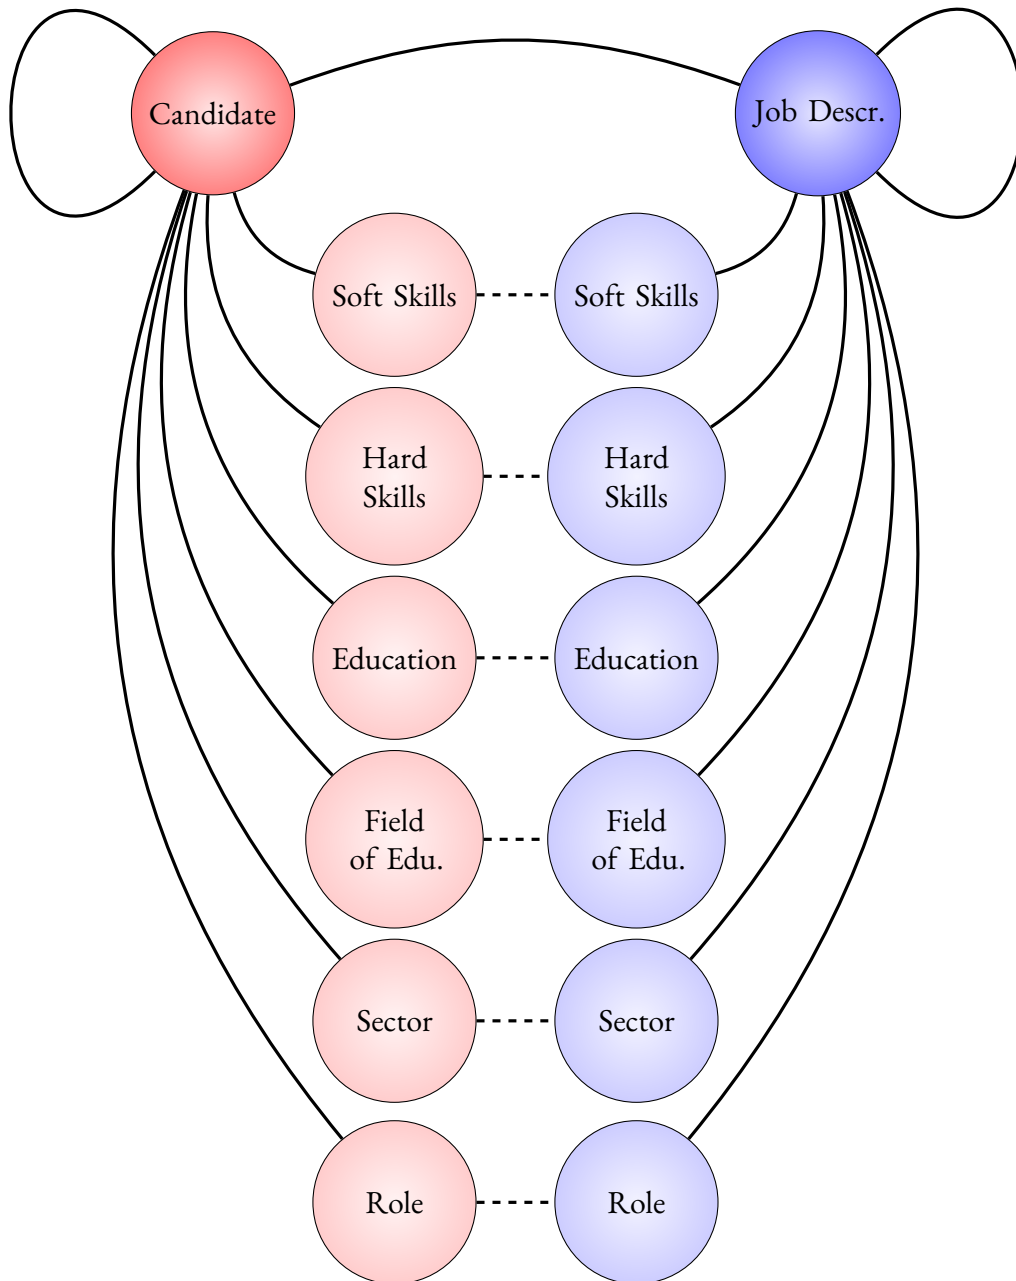 Candidate
Job Descr.
Soft Skills
Soft Skills
Hard
Skills
Hard
Skills
Education
Education
Field
of Edu.
Field
of Edu.
Sector
Sector
Role
Role